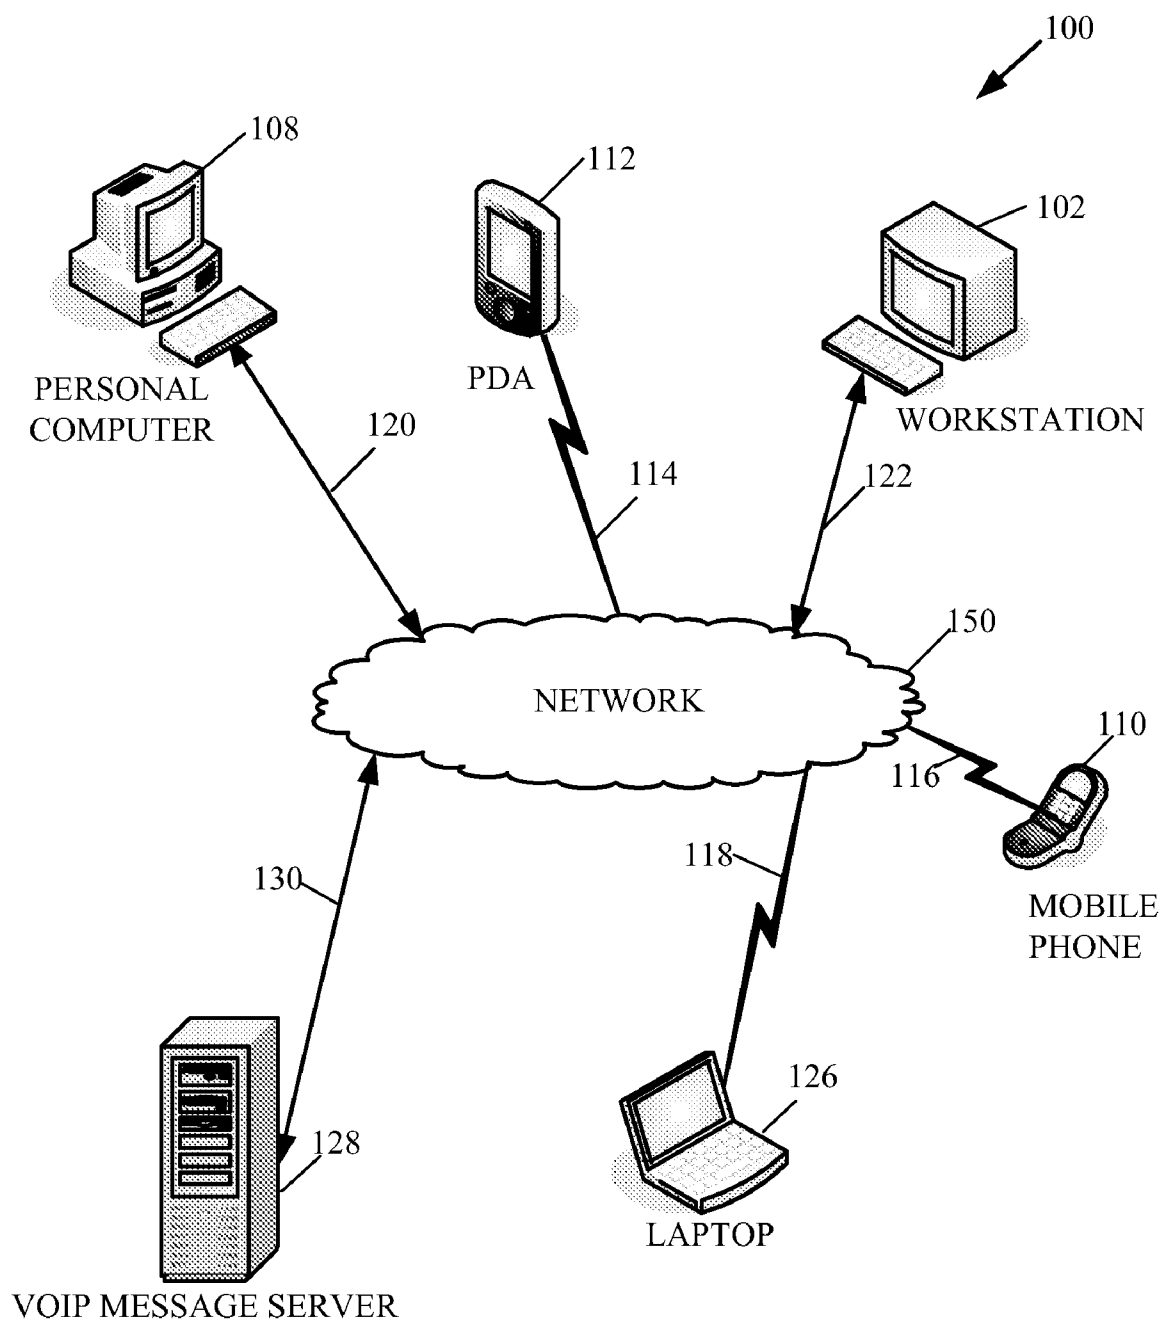 100
108
112
102
PERSONAL
COMPUTER
PDA
WORKSTATION
120
114
122
150
NETWORK
110
116
118
130
MOBILE
PHONE
126
128
LAPTOP
VOIP MESSAGE SERVER